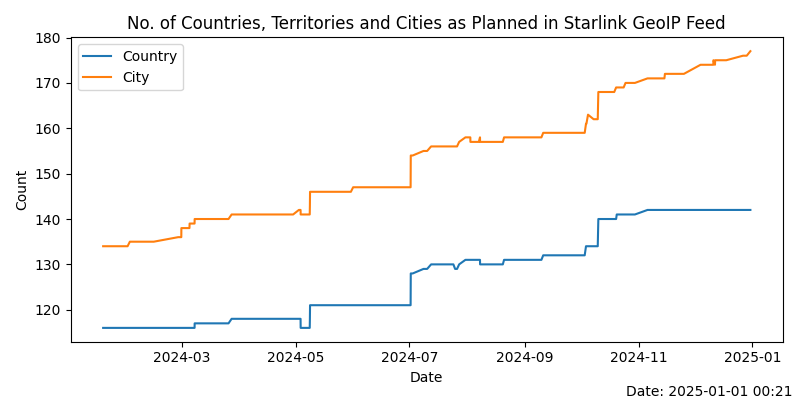 No. of Countries, Territories and Cities as Planned in Starlink GeoIP Feed
Country
City
Count
180
170
160
150
140
130
120
2024-03 2024-05 2024-07 2024-09 2024-11 2025-01
Date
Date: 2025-01-01 00:21